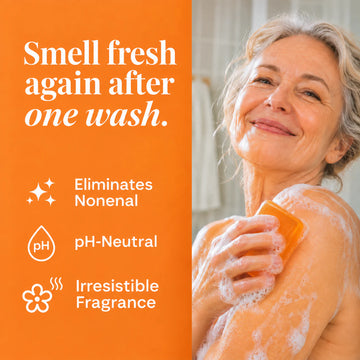 Smell fresh
again after
one wash.
Eliminates
Nonenal
pH
pH-Neutral
Irresistible
Fragrance